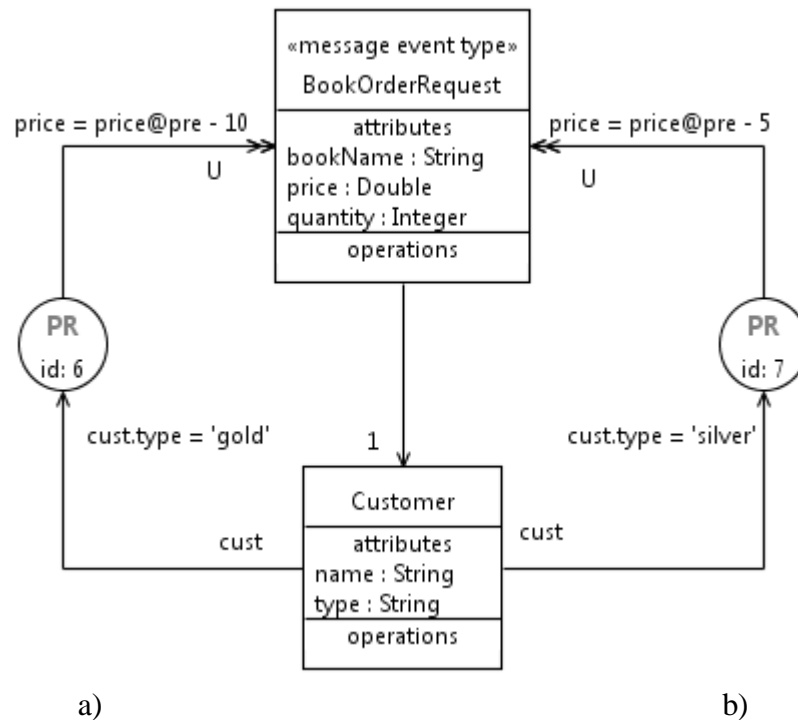 «message event type»
BookOrderRequest
price = price@pre - 10
price = price@pre - 5
attributes
bookName : String
U
U
price : Double
quantity : Integer
operations
PR
PR
id: 6
id: 7
cust.type = 'gold'
cust.type = 'silver'
1
Customer
cust
cust
attributes
name : String
type : String
operations
a)
b)